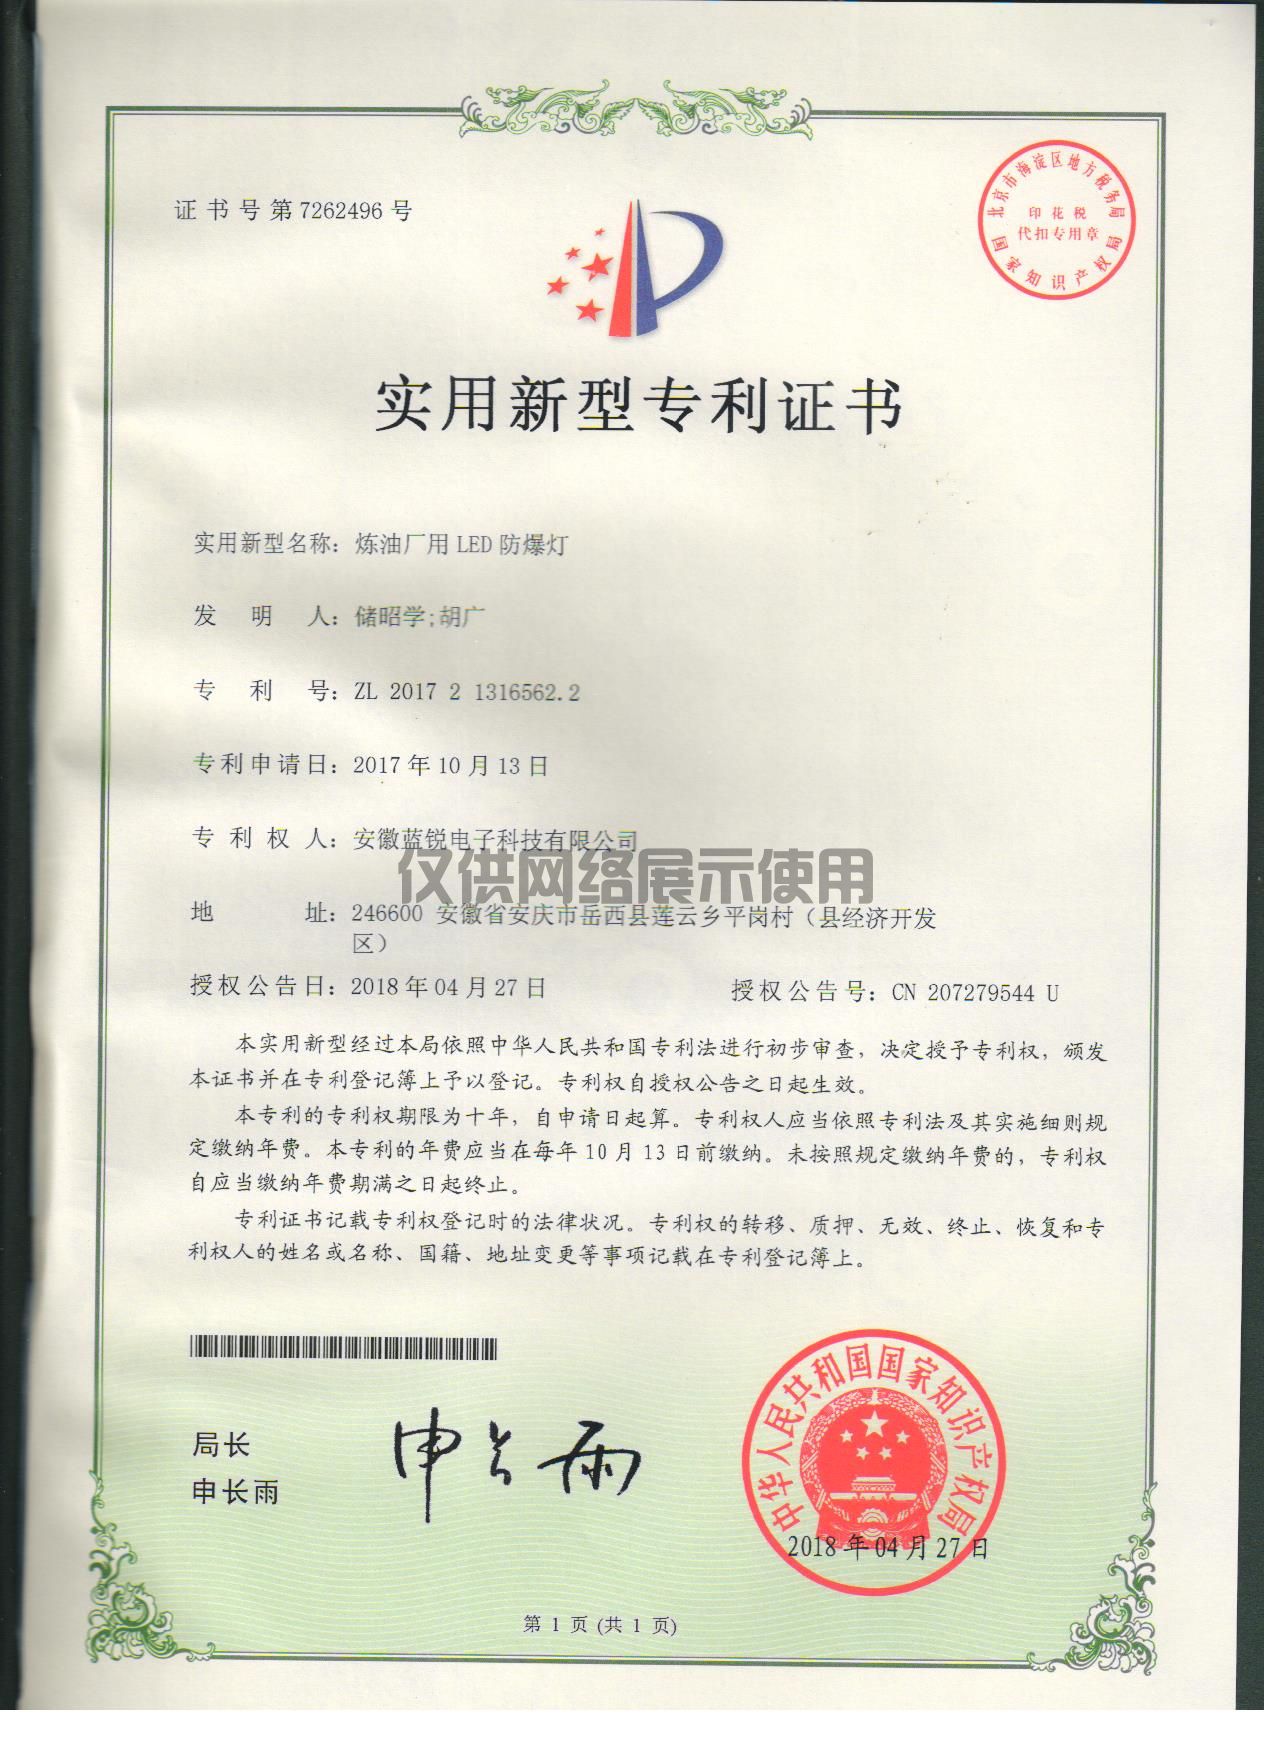 证书号第7262496号
北京市海淀区地方税务局
印花税
代扣专用章
国家知识产权局
实用新型专利证书
实用新型名称：炼油厂用LED防爆灯
发明人：储昭学;胡广
专利号：ZL 2017 2 1316562.2
专利申请日：2017年10月13日
专利权人：安徽蓝锐电子科技有限公司
仅供网络展示使用
地址：246600 安徽省安庆市岳西县莲云乡平岗村（县经济开发
区）
授权公告日：2018年04月27日 授权公告号：CN 207279544 U
本实用新型经过本局依照中华人民共和国专利法进行初步审查，决定授予专利权，颁发
本证书并在专利登记簿上予以登记。专利权自授权公告之日起生效。
本专利的专利权期限为十年，自申请日起算。专利权人应当依照专利法及其实施细则规
定缴纳年费。本专利的年费应当在每年10月13日前缴纳。未按照规定缴纳年费的，专利权
自应当缴纳年费期满之日起终止。
专利证书记载专利权登记时的法律状况。专利权的转移、质押、无效、终止、恢复和专
利权人的姓名或名称、国籍、地址变更等事项记载在专利登记簿上。
局长
申长雨
申长雨
中华人民共和国国家知识产权局
2018年04月27日
第 1 页 (共 1 页)